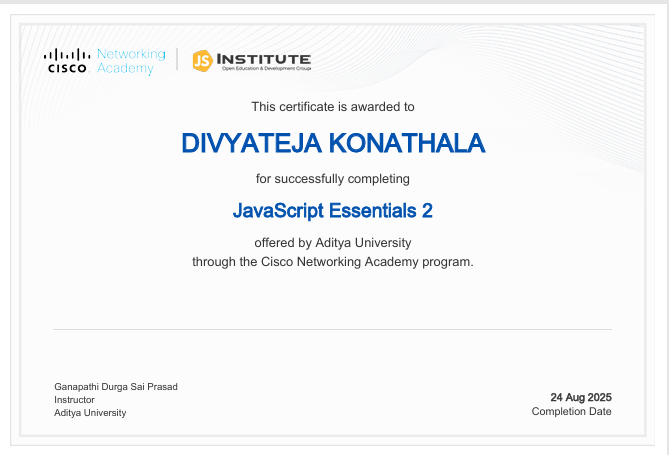 CISCO Networking Academy
JS INSTITUTE
Open Education & Development Group
This certificate is awarded to
DIVYATEJA KONATHALA
for successfully completing
JavaScript Essentials 2
offered by Aditya University
through the Cisco Networking Academy program.
Ganapathi Durga Sai Prasad
Instructor
Aditya University
24 Aug 2025
Completion Date